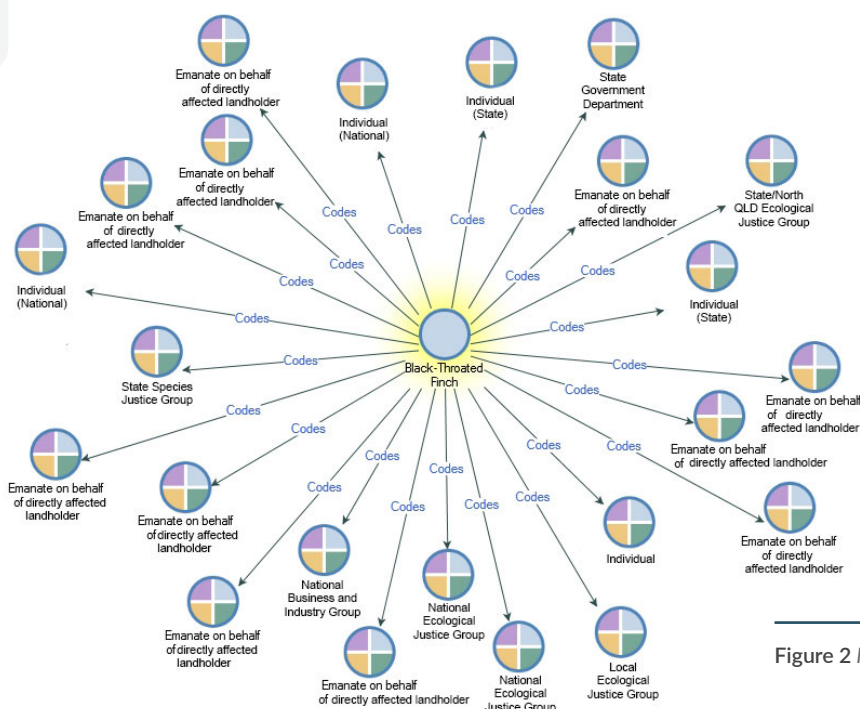 Emanate on behalf
of directly
affected landholder
Individual
(National)
Individual
(State)
State
Government
Department
Emanate on behalf
of directly
affected landholder
Emanate on behalf
of directly
affected landholder
State/North
QLD Ecological
Justice Group
Emanate on behalf
of directly
affected landholder
Individual
(National)
Individual
(State)
Codes
Codes
Codes
Codes
Codes
Codes
Codes
Codes
Codes
Codes
Black-Throated
Finch
State Species
Justice Group
Codes
Codes
Codes
Codes
Codes
Codes
Codes
Codes
Codes
Codes
Codes
Codes
Codes
Emanate on behalf
of directly
affected landholder
Emanate on behalf
of directly affected landholder
Emanate on behalf
of directly affected
landholder
Emanate on behalf
of directly affected
landholder
Individual
Emanate on behalf
of directly
affected landholder
National
Business and
Industry Group
National
Ecological
Justice Group
Emanate on behalf
of directly affected
landholder
Emanate on behalf
of directly affected landholder
National
Ecological
Justice Group
Local
Ecological
Justice Group
Figure 2